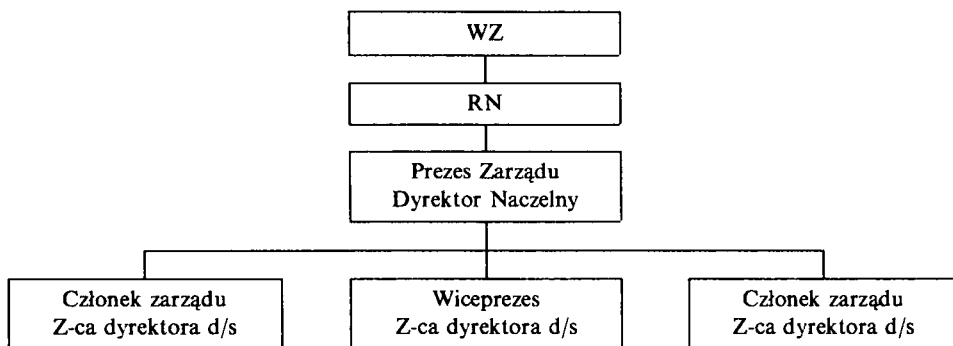 WZ
RN
Prezes Zarządu
Dyrektor Naczelny
Członek zarządu
Z-ca dyrektora d/s
Wiceprezes
Z-ca dyrektora d/s
Członek zarządu
Z-ca dyrektora d/s